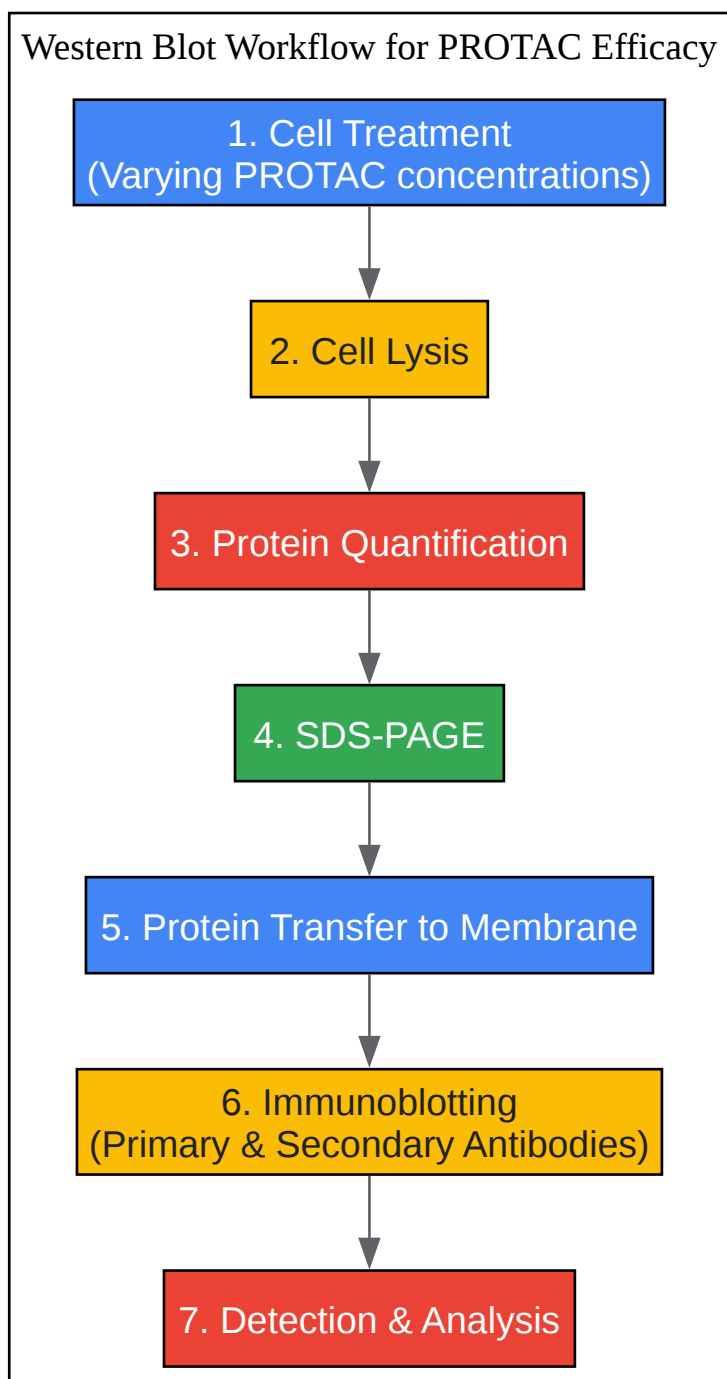 Western Blot Workflow for PROTAC Efficacy
1. Cell Treatment
(Varying PROTAC concentrations)
2. Cell Lysis
3. Protein Quantification
4. SDS-PAGE
5. Protein Transfer to Membrane
6. Immunoblotting
(Primary & Secondary Antibodies)
7. Detection & Analysis